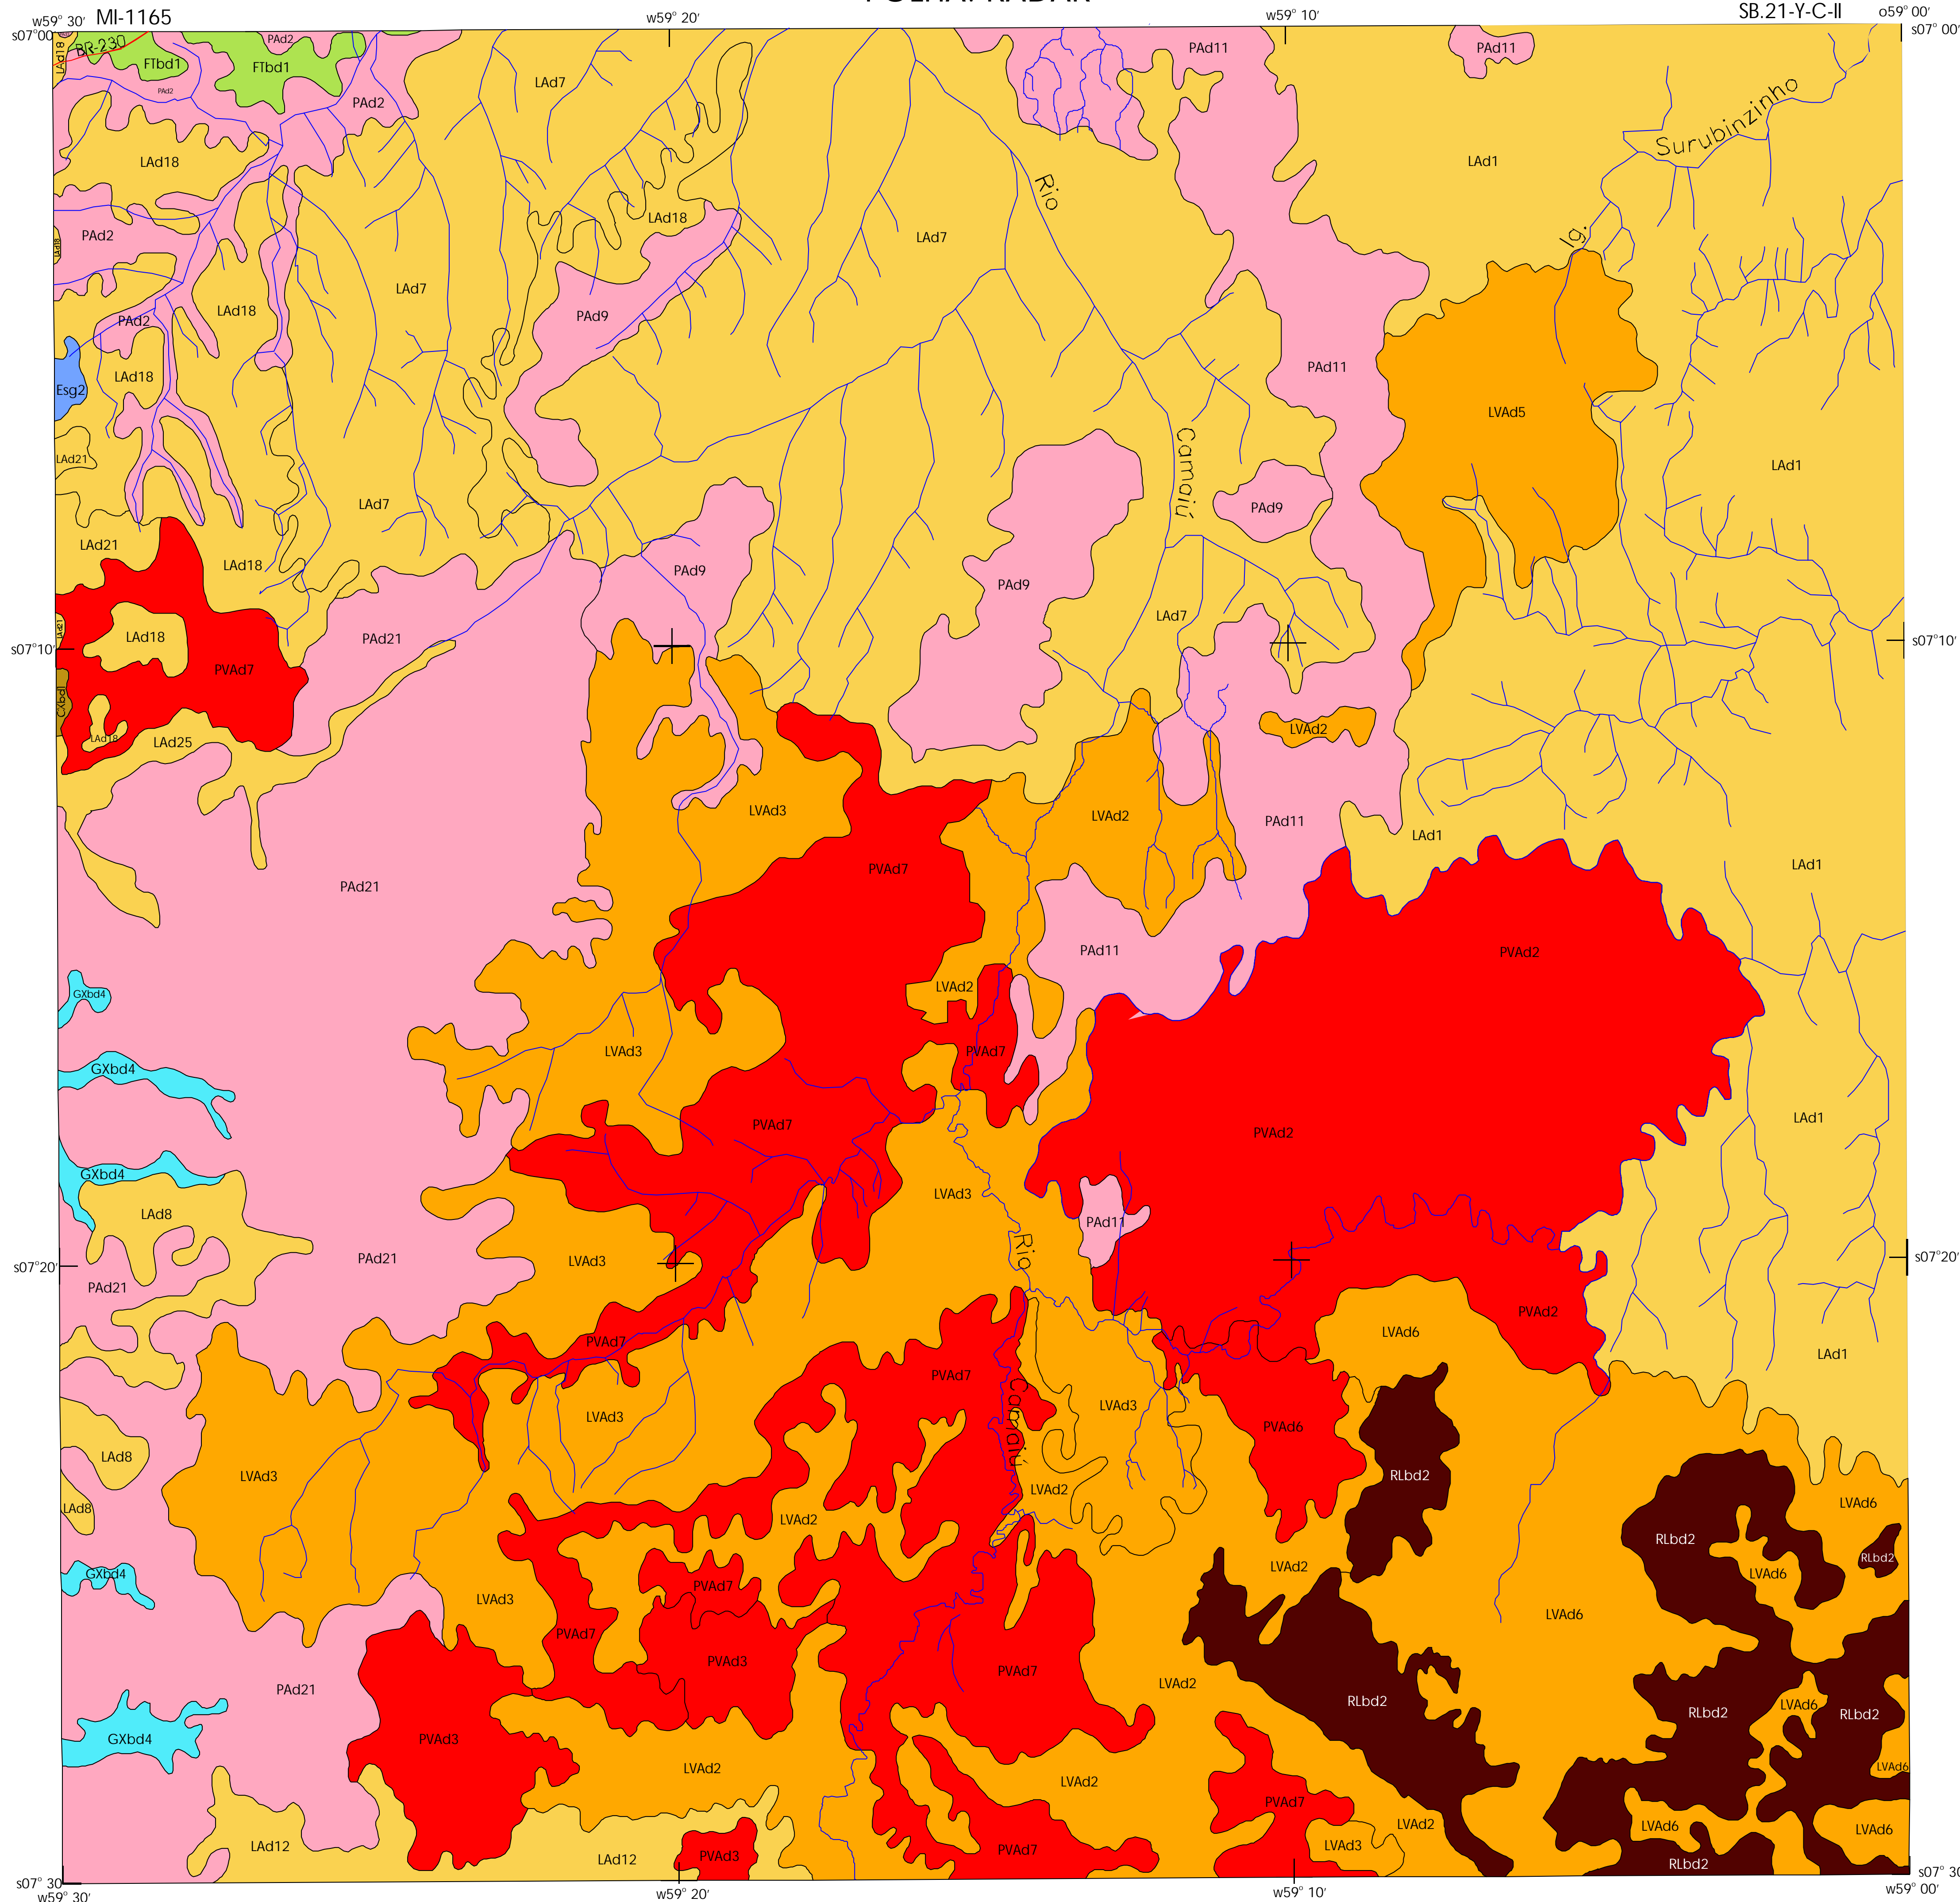 MI-1165
SB.21-Y-C-II
w59° 30'
w59° 20'
w59° 10'
o59° 00'
s07°00'
s07° 00'
BR-230
LAd18
FTbd1
PAd2
FTbd1
PAd2
PAd2
LAd7
PAd11
PAd11
Surubinzinho
LAd18
LAd1
Rio
LAd18
PAd2
LAd18
LAd7
Ig.
LAd7
LAd18
PAd2
PAd9
PAd11
LAd18
Esg2
LVAd5
LAd21
Camaiú
LAd1
LAd7
PAd9
LAd21
LAd18
PAd9
PAd9
LAd7
LAd21
LAd18
PAd21
s07°10'
s07°10'
PVAd7
GXbd
LAd18
LAd25
LVAd2
LVAd3
LVAd2
PAd11
LAd1
LAd1
PVAd7
PAd21
PAd11
PVAd2
GXbd4
LVAd2
LVAd3
PVAd7
GXbd4
PVAd7
PVAd2
LAd1
GXbd4
LVAd3
LAd8
PAd11
Rio
PAd21
LVAd3
s07°20'
s07°20'
PAd21
PVAd2
PVAd7
LVAd6
LAd1
PVAd7
Camaiú
LVAd3
LVAd3
PVAd6
LAd8
LVAd3
RLbd2
LAd8
LVAd2
LVAd2
LVAd6
RLbd2
RLbd2
GXbd4
LVAd2
LVAd6
PVAd7
LVAd3
LVAd6
PVAd7
PVAd3
PVAd7
LVAd2
PAd21
RLbd2
LVAd6
RLbd2
RLbd2
GXbd4
PVAd3
LVAd2
LVAd6
LVAd2
PVAd7
LVAd2
LVAd6
LVAd6
LAd12
LVAd3
PVAd7
PVAd3
LAd12
RLbd2
s07° 30'
s07° 30'
w59° 30'
w59° 20'
w59° 10'
w59° 00'